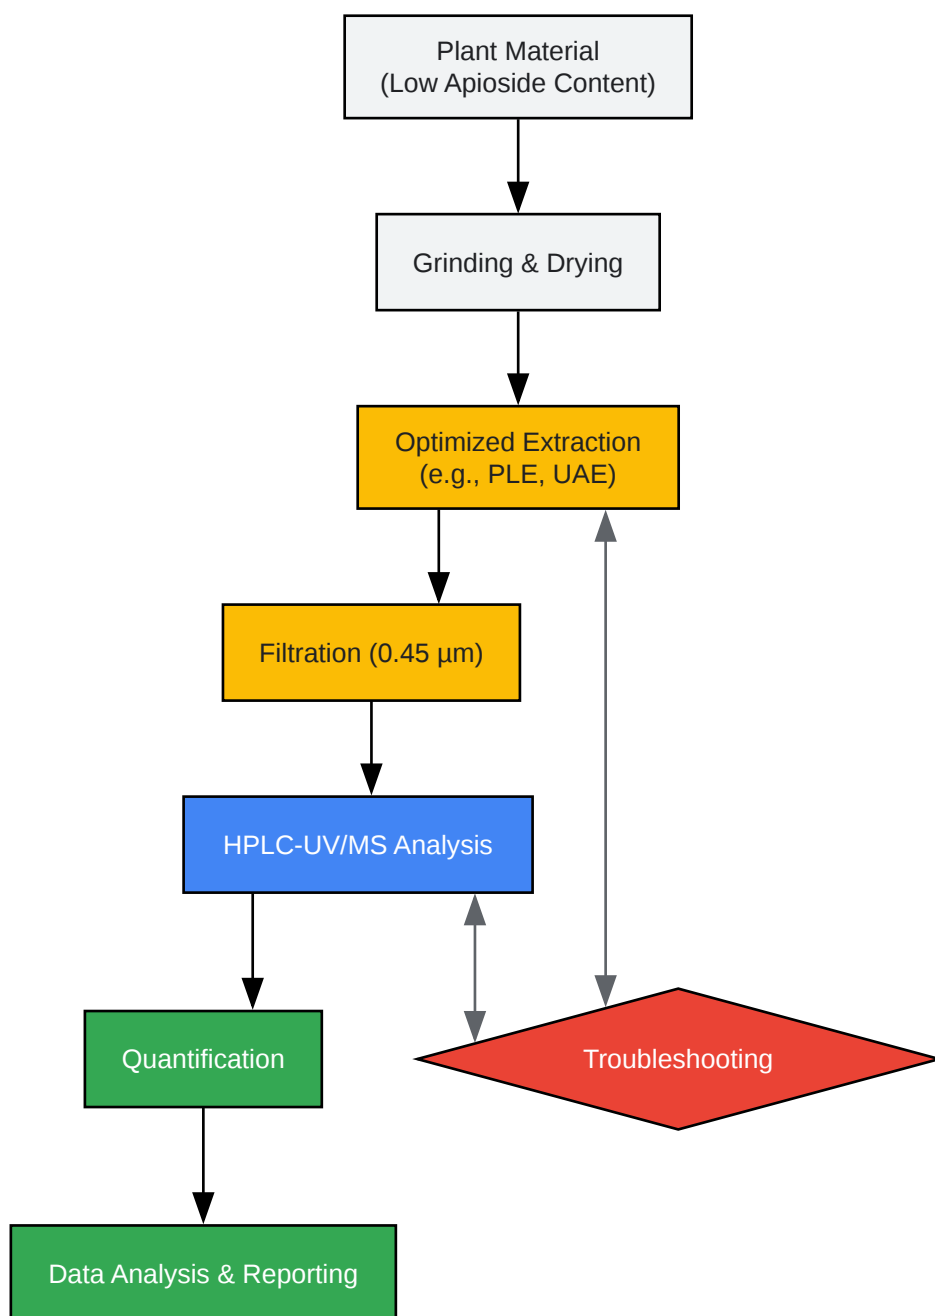 Plant Material
(Low Apioside Content)
Grinding & Drying
Optimized Extraction
(e.g., PLE, UAE)
Filtration (0.45 µm)
HPLC-UV/MS Analysis
Quantification
Troubleshooting
Data Analysis & Reporting